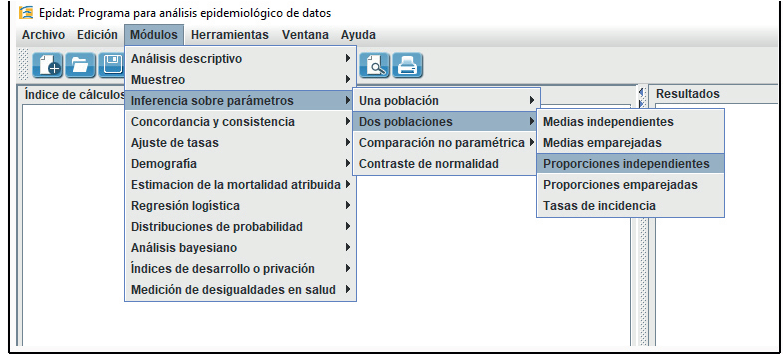 Epidat: Programa para análisis epidemiológico de datos
Archivo Edición Módulos Herramientas Ventana Ayuda
Índice de cálculos
Resultados
Análisis descriptivo
Muestreo
Inferencia sobre parámetros
Concordancia y consistencia
Ajuste de tasas
Demografía
Estimacion de la mortalidad atribuida
Regresión logística
Distribuciones de probabilidad
Análisis bayesiano
Índices de desarrollo o privación
Medición de desigualdades en salud
Una población
Dos poblaciones
Comparación no paramétrica
Contraste de normalidad
Medias independientes
Medias emparejadas
Proporciones independientes
Proporciones emparejadas
Tasas de incidencia